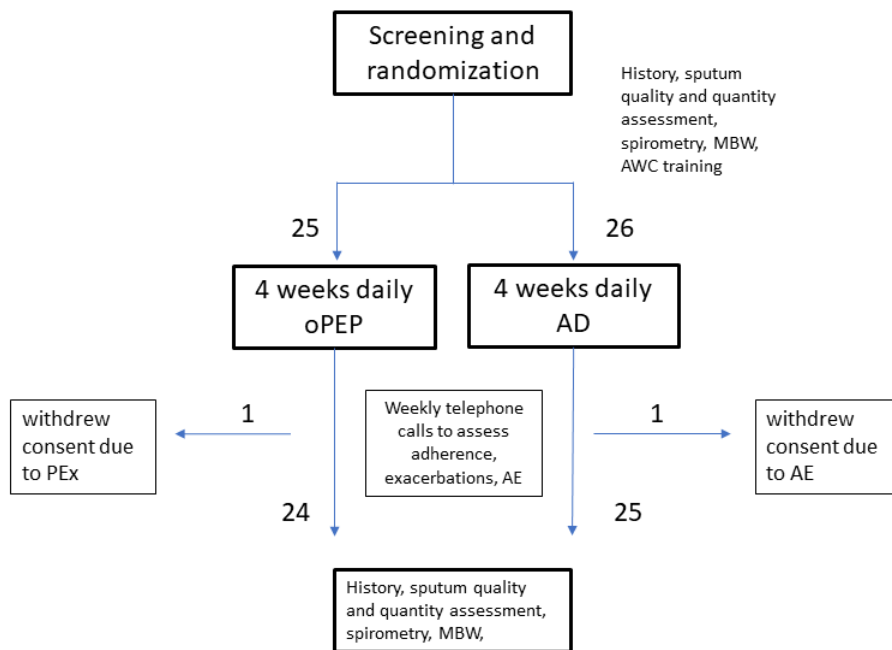 Screening and
randomization
History, sputum
quality and quantity
assessment,
spirometry, MBW,
AWC training
25
26
4 weeks daily
oPEP
4 weeks daily
AD
withdrew
consent due
to PEx
1
Weekly telephone
calls to assess
adherence,
exacerbations, AE
1
withdrew
consent due
to AE
24
25
History, sputum quality
and quantity assessment,
spirometry, MBW,